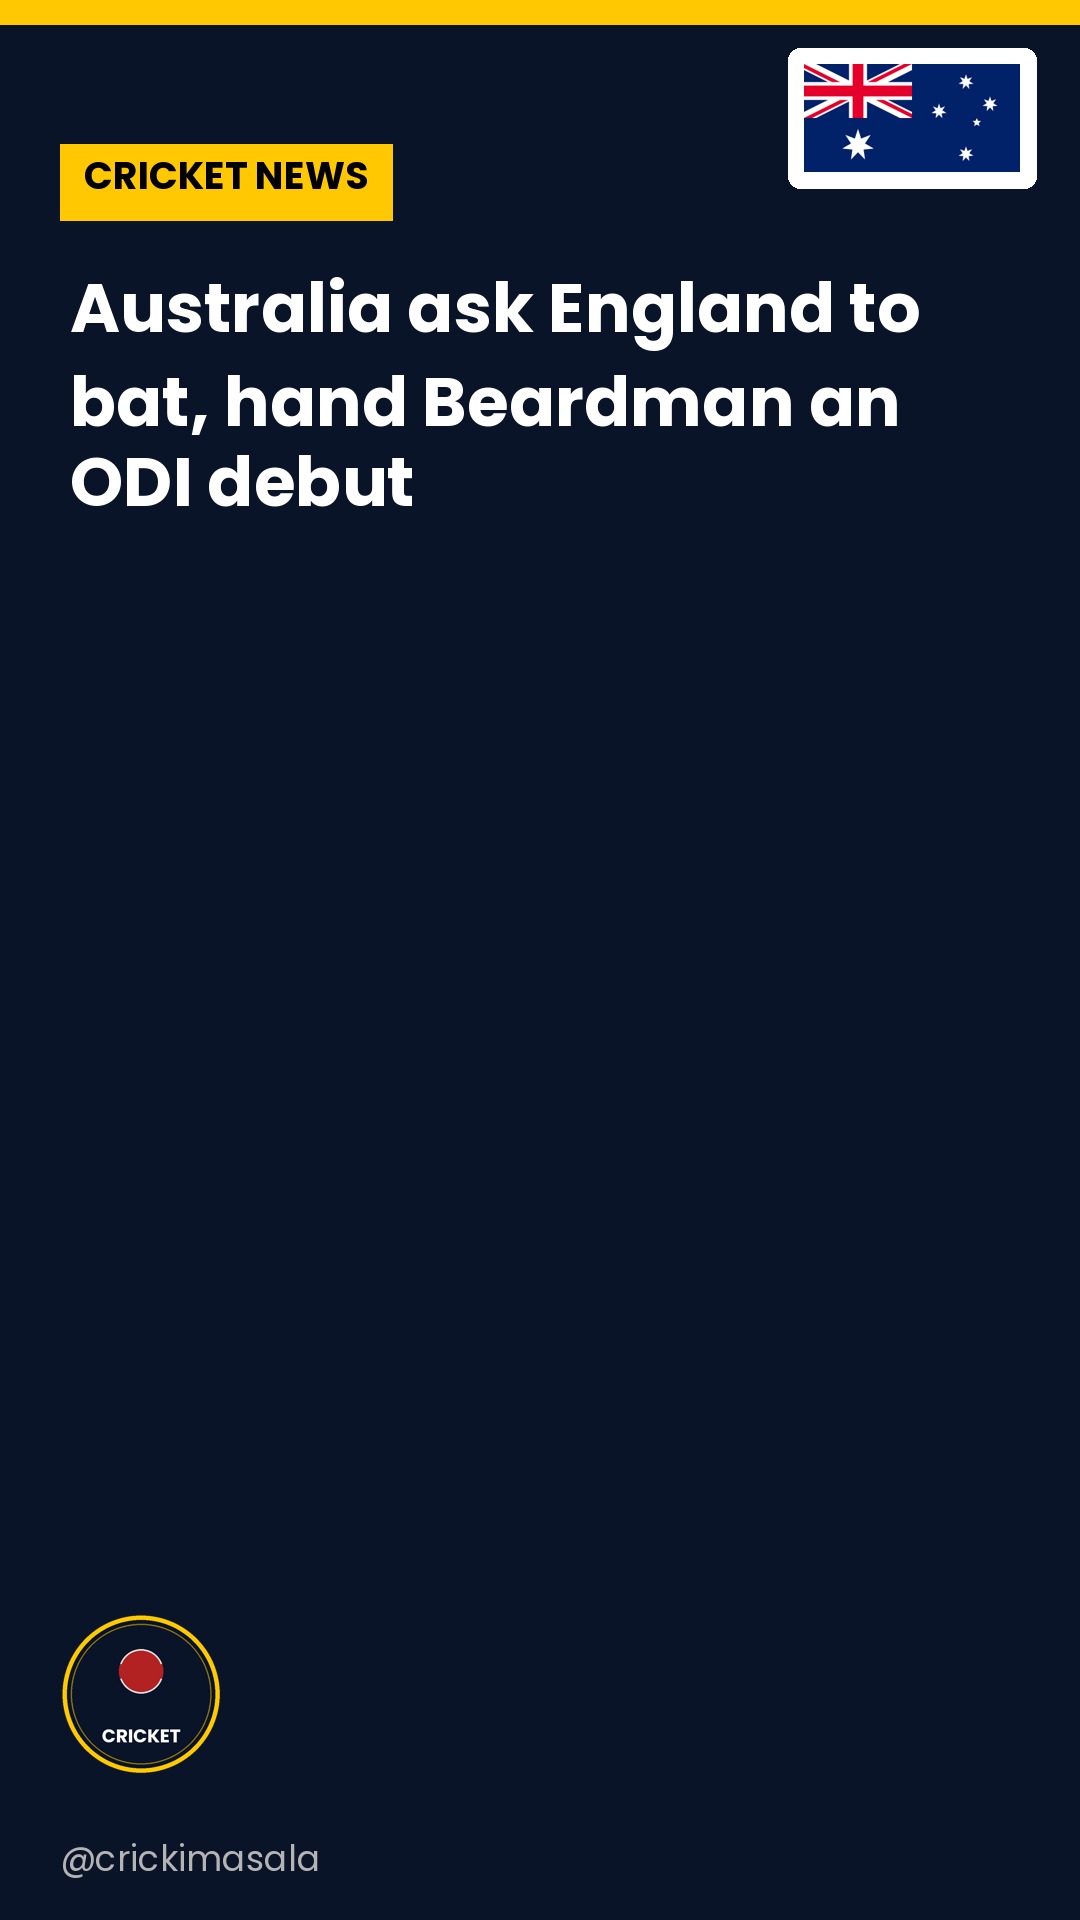 CRICKET NEWS
Australia ask England to
bat, hand Beardman an
ODI debut
CRICKET
@crickimasala